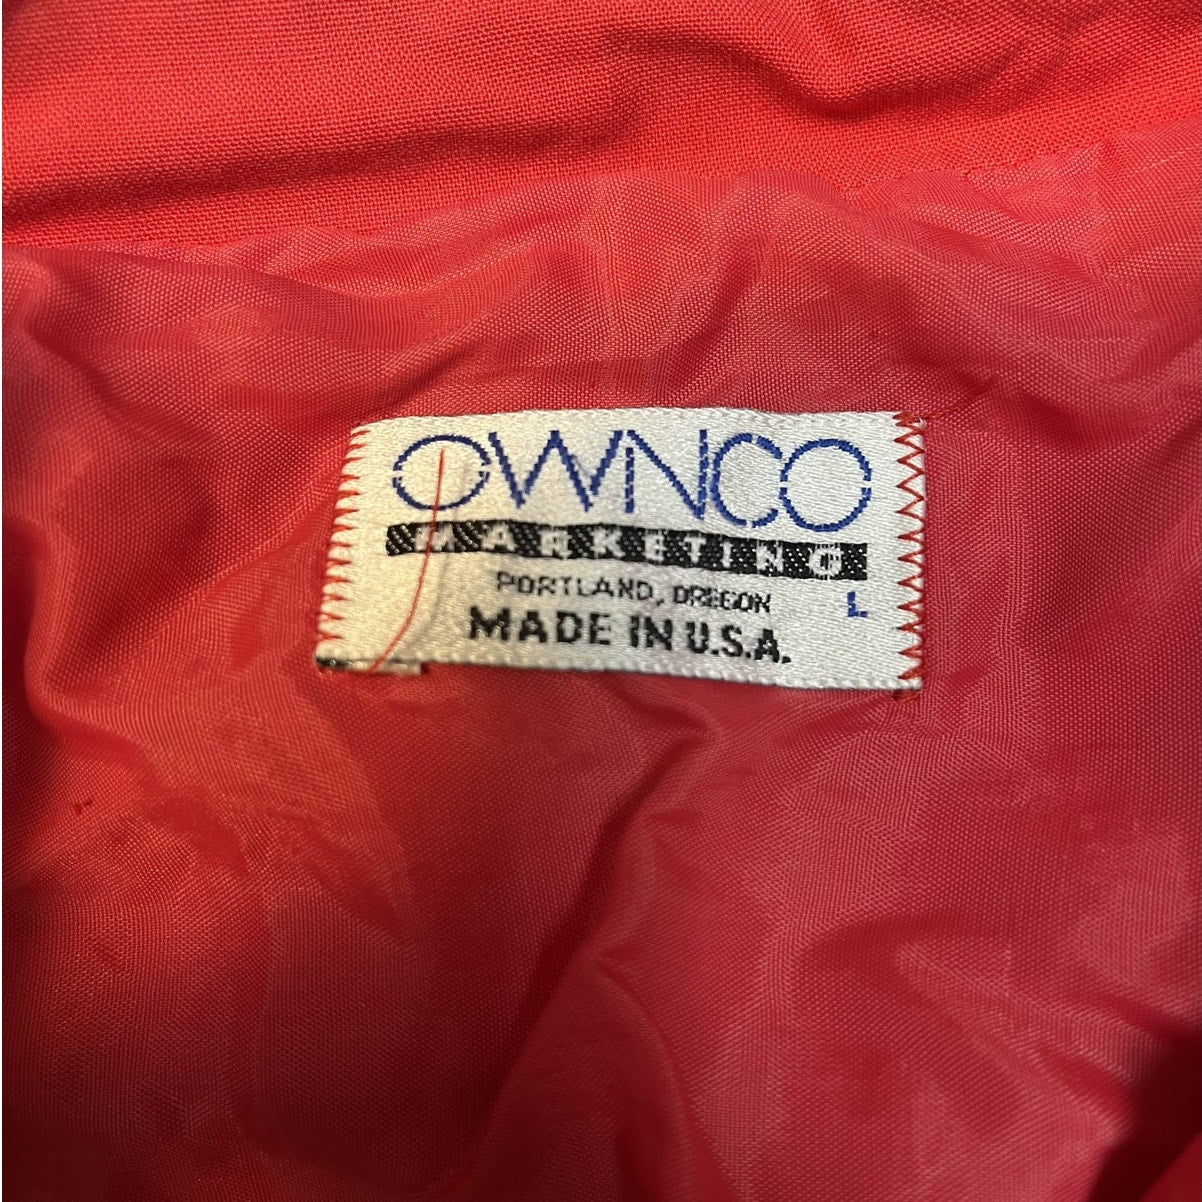 OWNCO
MARKETING
PORTLAND, OREGON L
MADE IN U.S.A.